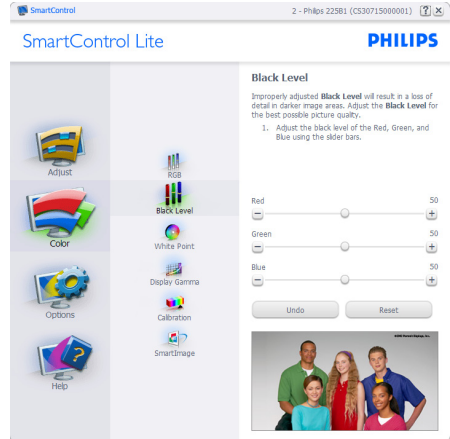 SmartControl
2 - Philips 225B1 (CS30715000001)
?
SmartControl Lite
PHILIPS
Adjust
Color
Options
Help
RGB
Black Level
White Point
Display Gamma
Calibration
SmartImage
Black Level
Improperly adjusted Black Level will result in a loss of
detail in darker image areas. Adjust the Black Level for
the best possible picture quality.
1. Adjust the black level of the Red, Green, and
Blue using the slider bars.
Red 50
Green 50
Blue 50
Undo Reset